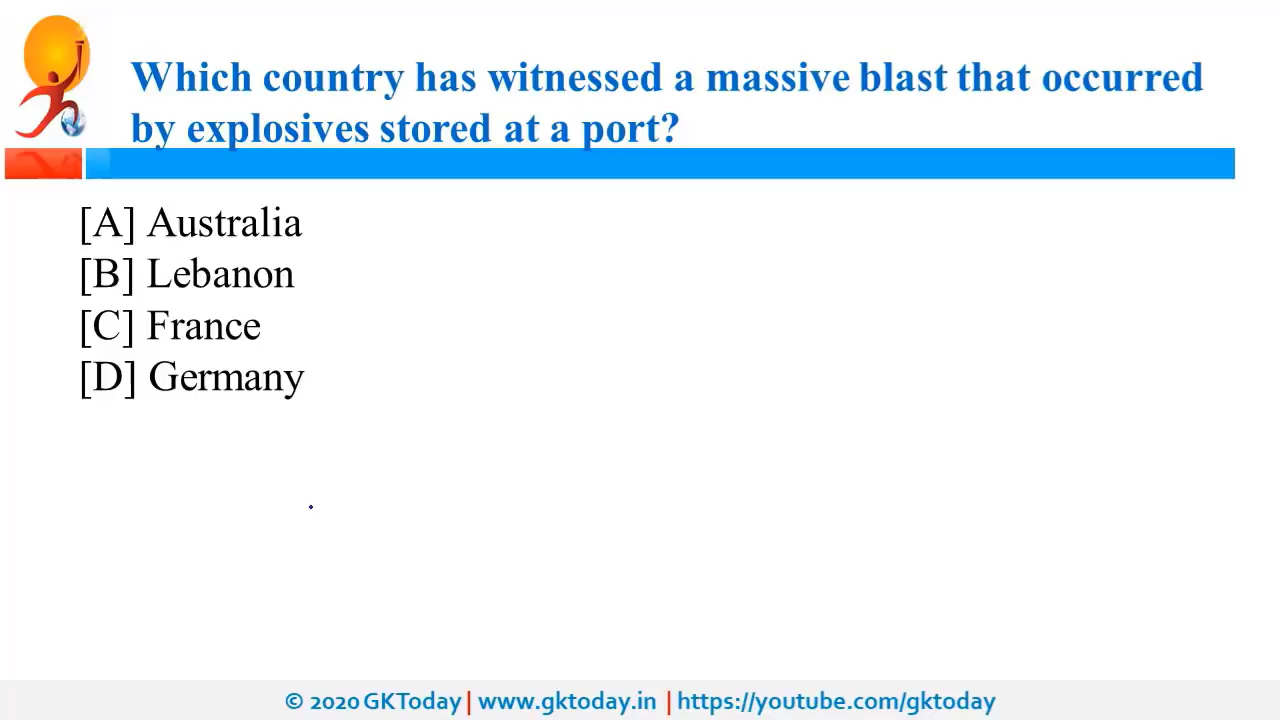 Which country has witnessed a massive blast that occurred
by explosives stored at a port?
[A] Australia
[B] Lebanon
[C] France
[D] Germany
© 2020 GKToday | www.gktoday.in | https://youtube.com/gktoday